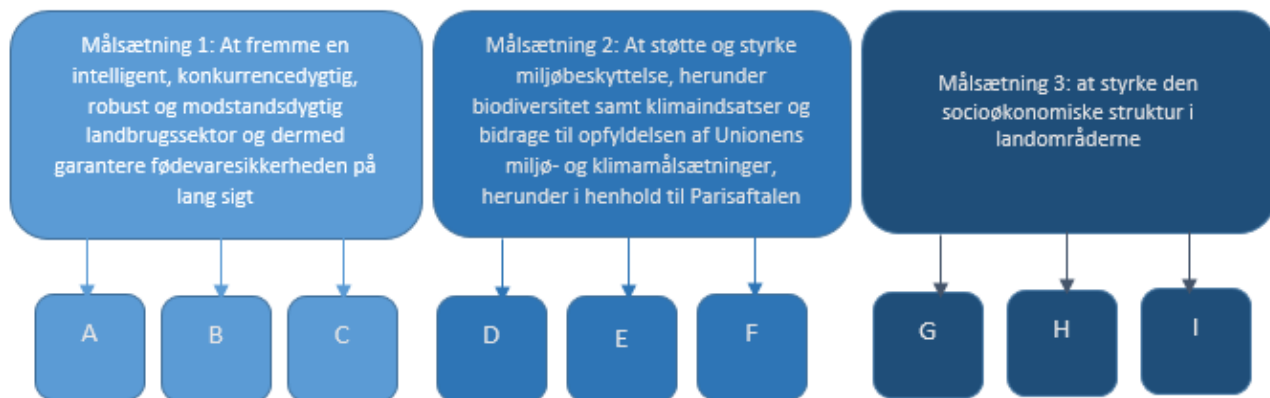 Målsætning 1: At fremme en
intelligent, konkurrencedygtig,
robust og modstandsdygtig
landbrugssektor og dermed
garantere fødevaresikkerheden på
lang sigt
Målsætning 2: At støtte og styrke
miljøbeskyttelse, herunder
biodiversitet samt klimaindsatser og
bidrage til opfyldelsen af Unionens
miljø- og klimamålsætninger,
herunder i henhold til Parisaftalen
Målsætning 3: at styrke den
socioøkonomiske struktur i
landområderne
A
B
C
D
E
F
G
H
I